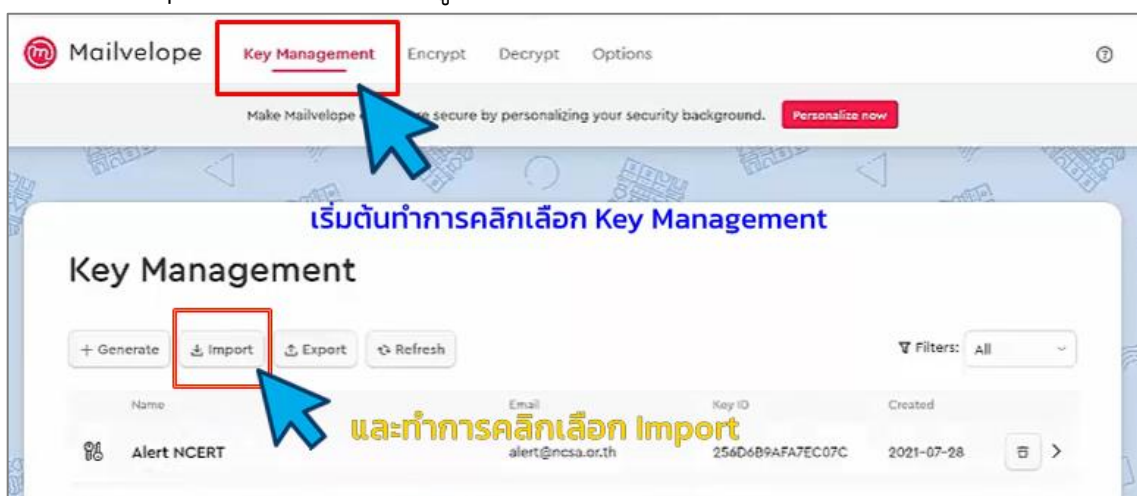 Mailvelope Key Management Encrypt Decrypt Options
Make Mailvelope secure by personalizing your security background. Personalize now
เริ่มต้นทำการคลิกเลือก Key Management
Key Management
+ Generate Import Export Refresh Filters: All
Name Email Key ID Created
และทำการคลิกเลือก Import
Alert NCERT alert@ncsa.or.th 256D6B9AFA7EC07C 2021-07-28